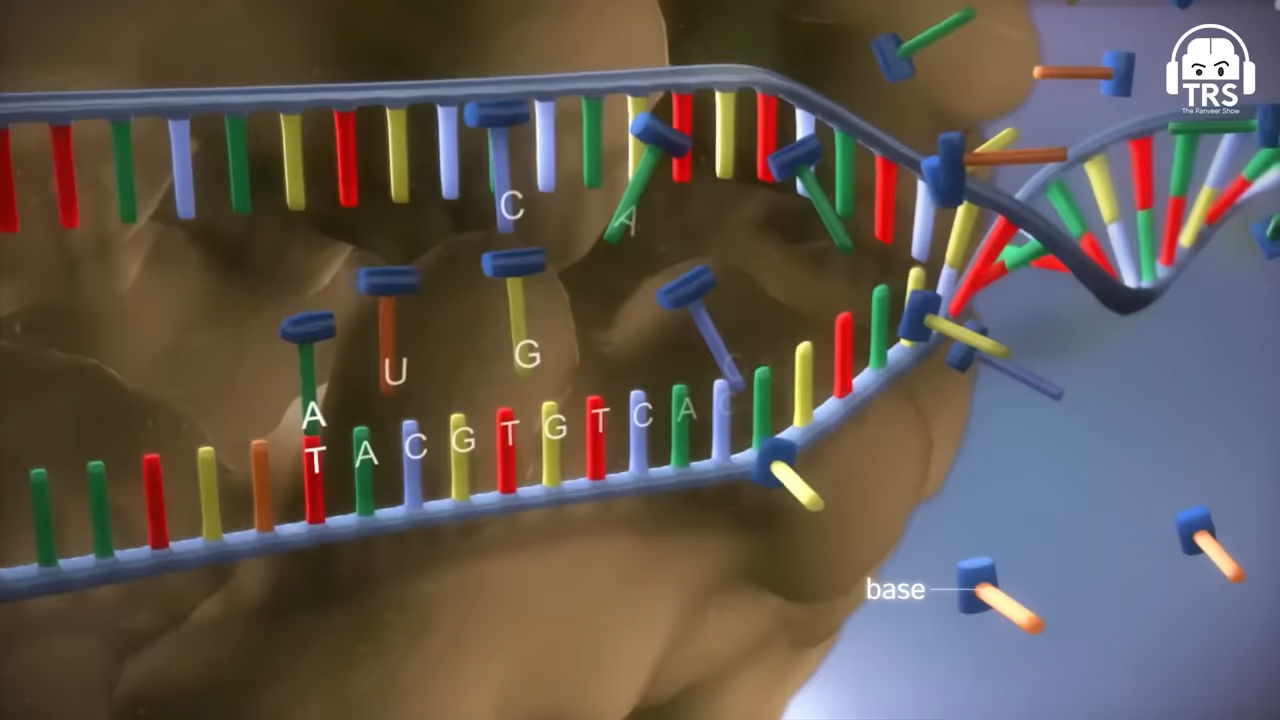 TRS
The Ranveer Show
C
A
G
U
A
C
T A C G T G T C A C
base